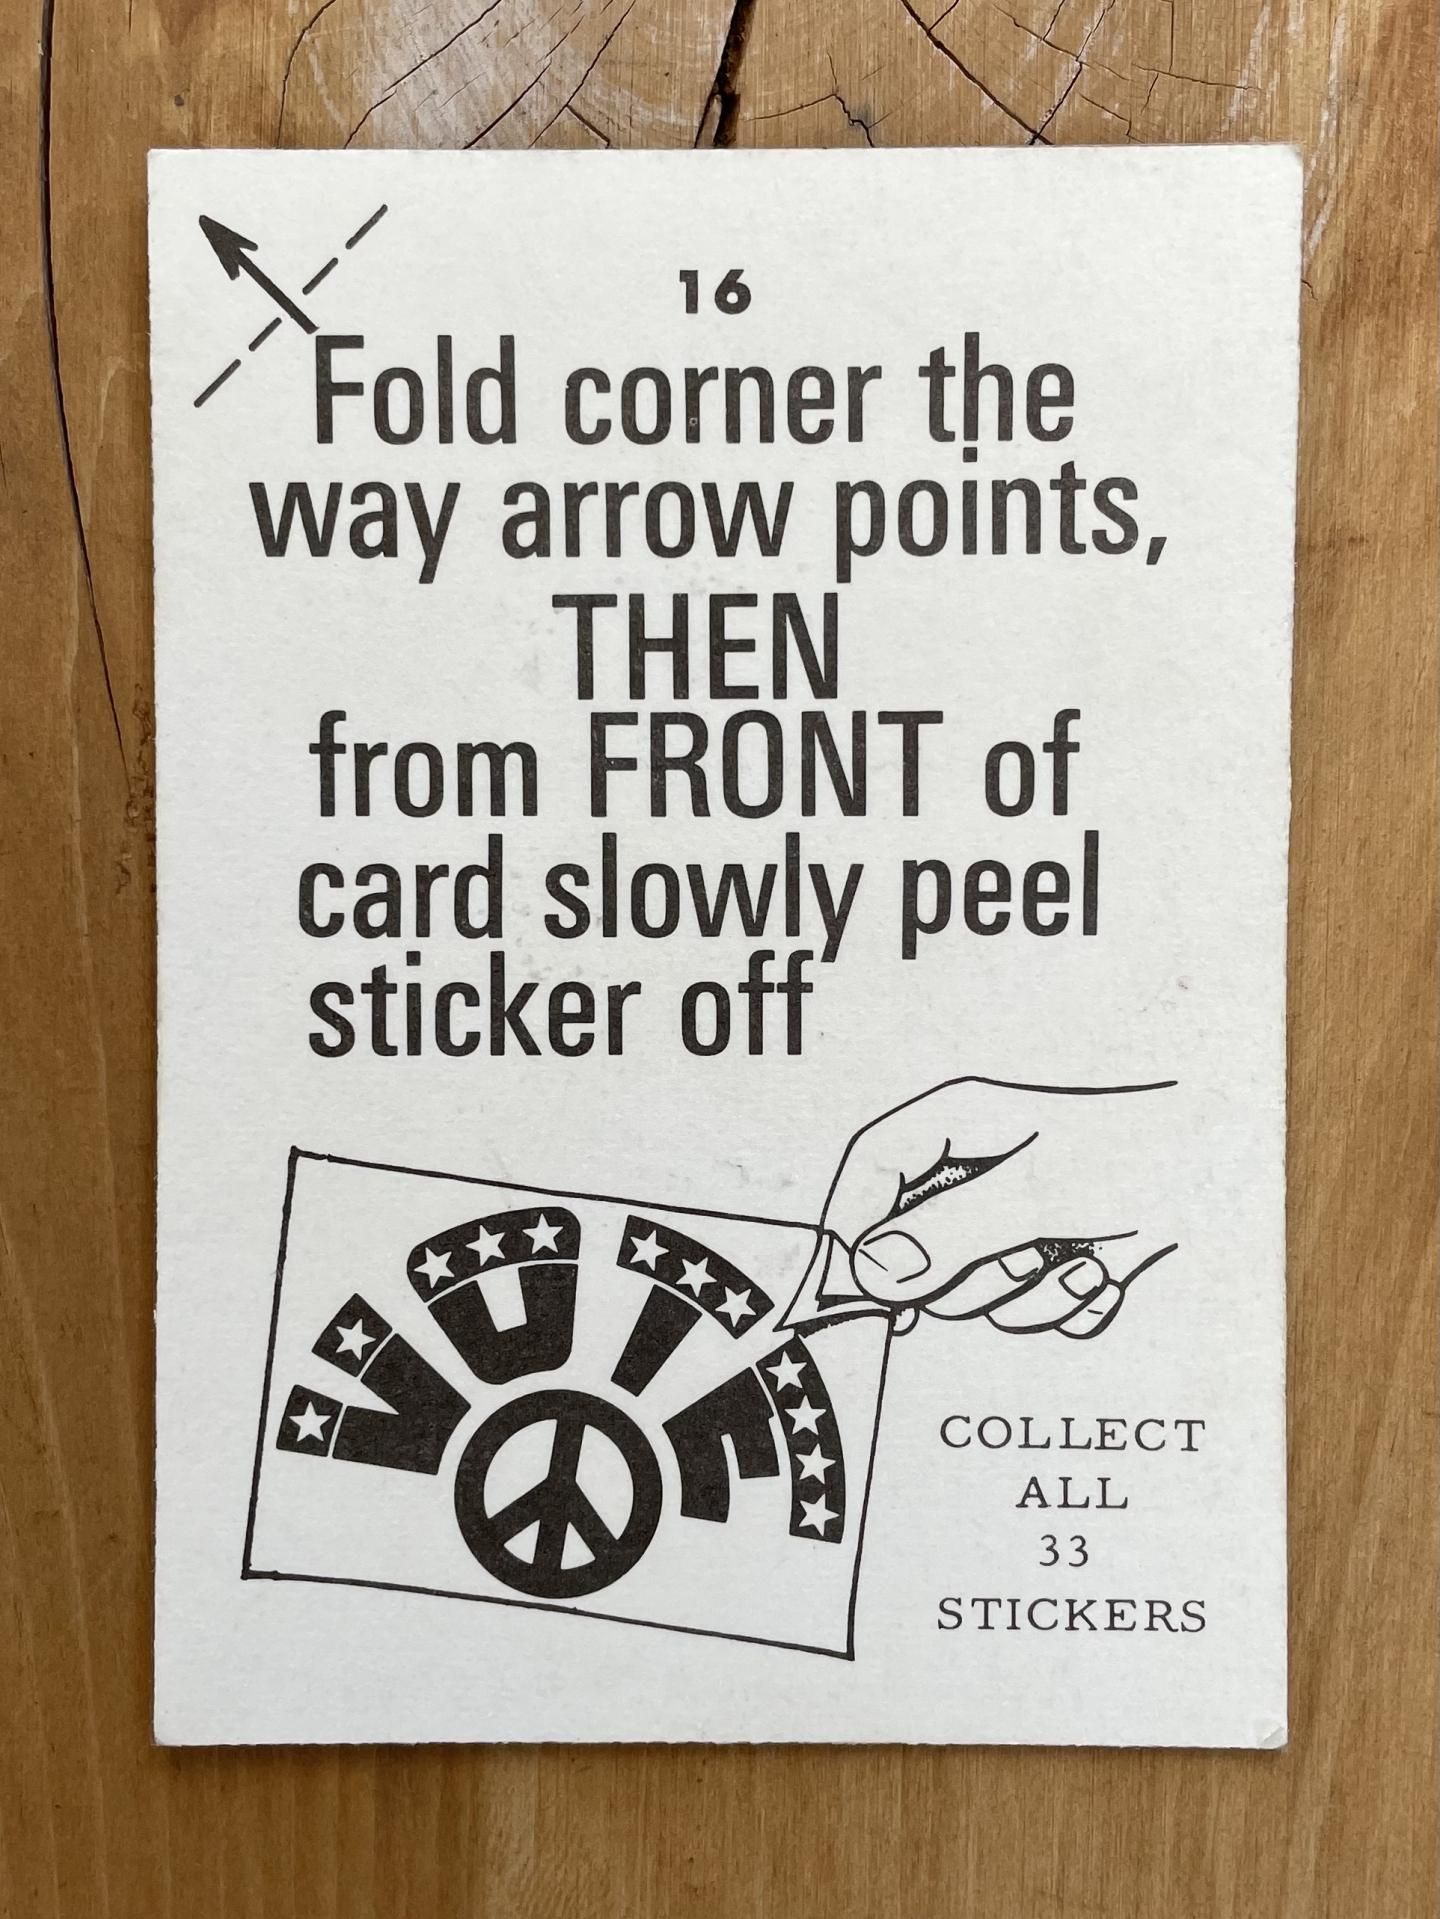 16
Fold corner the
way arrow points,
THEN
from FRONT of
card slowly peel
sticker off
VOTE
COLLECT
ALL
33
STICKERS